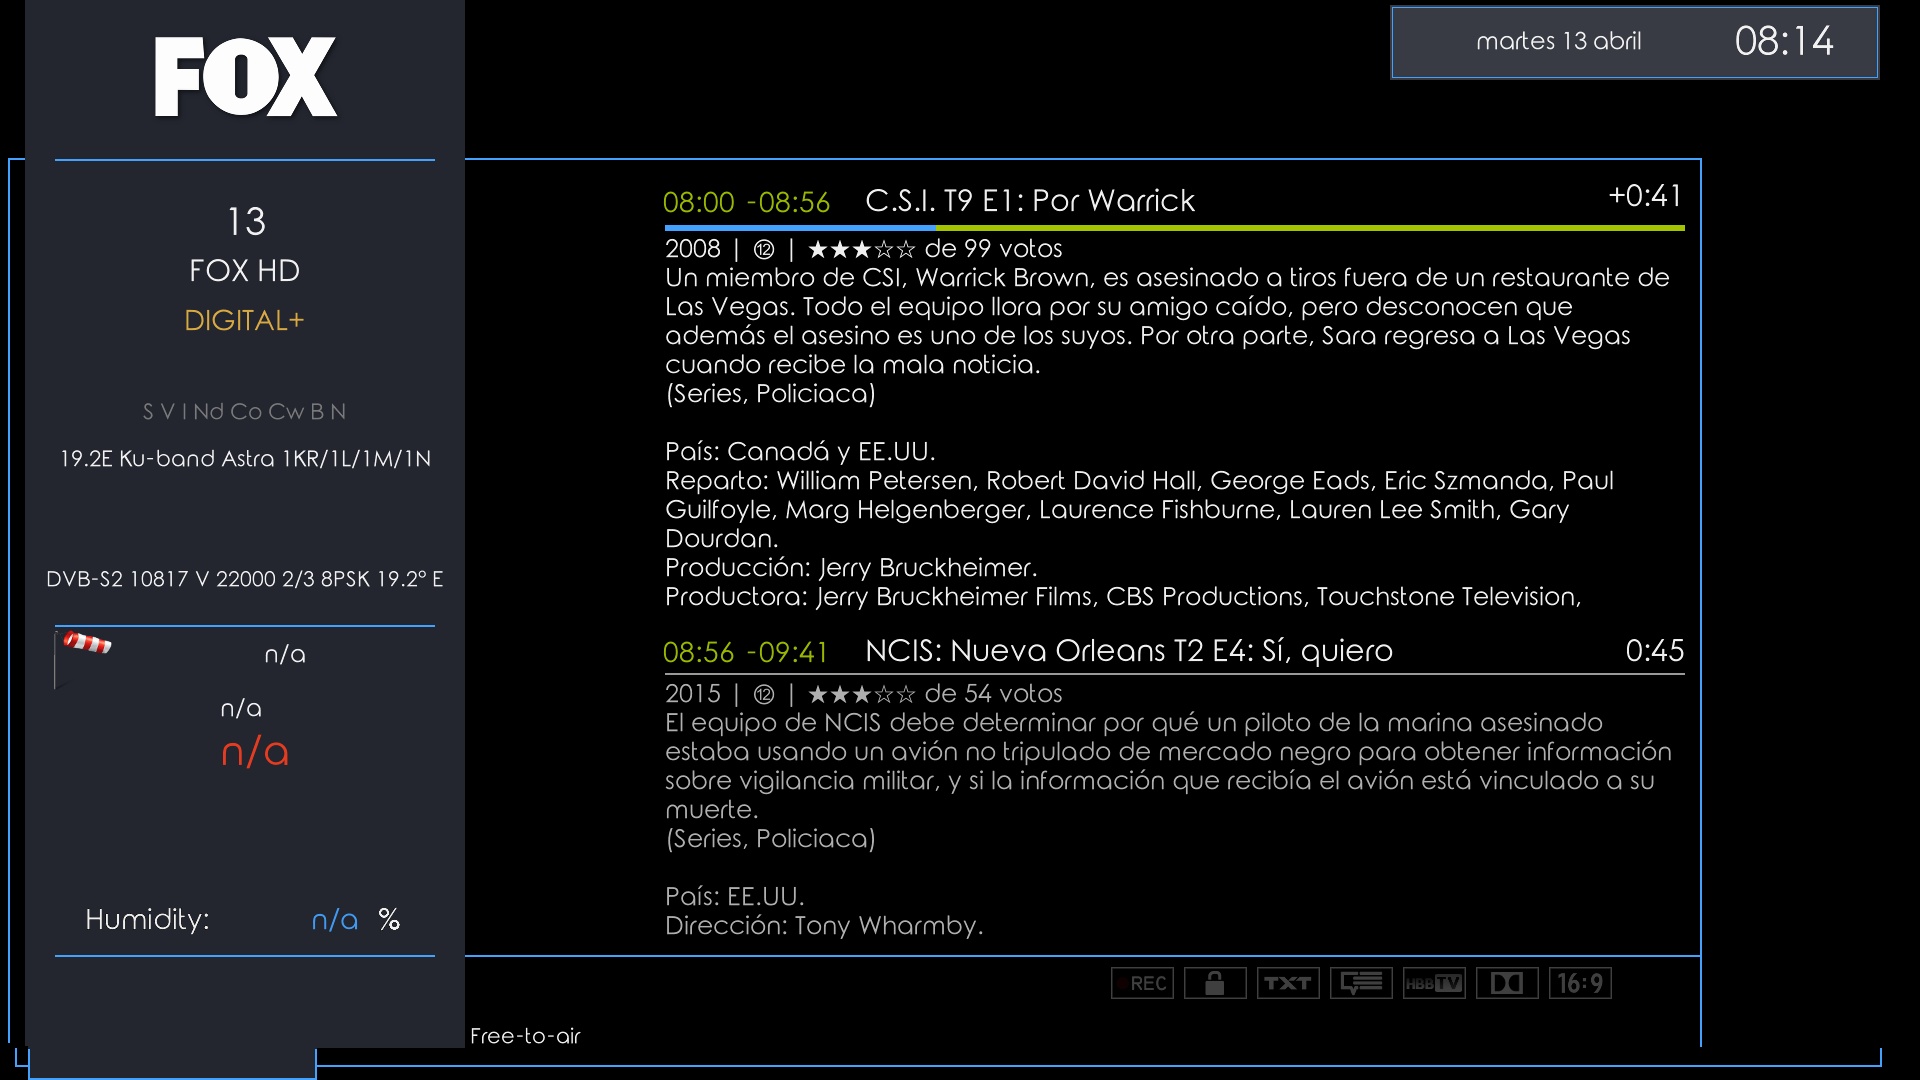 FOX
martes 13 abril 08:14
13
FOX HD
DIGITAL+
S V I Nd Co Cw B N
19.2E Ku-band Astra 1KR/1L/1M/1N
DVB-S2 10817 V 22000 2/3 8PSK 19.2° E
n/a
n/a
n/a
Humidity: n/a %
08:00 -08:56 C.S.I. T9 E1: Por Warrick +0:41
2008 | ⑫ | ★★★☆☆ de 99 votos
Un miembro de CSI, Warrick Brown, es asesinado a tiros fuera de un restaurante de
Las Vegas. Todo el equipo llora por su amigo caído, pero desconocen que
además el asesino es uno de los suyos. Por otra parte, Sara regresa a Las Vegas
cuando recibe la mala noticia.
(Series, Policiaca)
País: Canadá y EE.UU.
Reparto: William Petersen, Robert David Hall, George Eads, Eric Szmanda, Paul
Guilfoyle, Marg Helgenberger, Laurence Fishburne, Lauren Lee Smith, Gary
Dourdan.
Producción: Jerry Bruckheimer.
Productora: Jerry Bruckheimer Films, CBS Productions, Touchstone Television,
08:56 -09:41 NCIS: Nueva Orleans T2 E4: Sí, quiero 0:45
2015 | ⑫ | ★★★☆☆ de 54 votos
El equipo de NCIS debe determinar por qué un piloto de la marina asesinado
estaba usando un avión no tripulado de mercado negro para obtener información
sobre vigilancia militar, y si la información que recibía el avión está vinculado a su
muerte.
(Series, Policiaca)
País: EE.UU.
Dirección: Tony Wharmby.
REC TXT HBBTV 16:9
Free-to-air